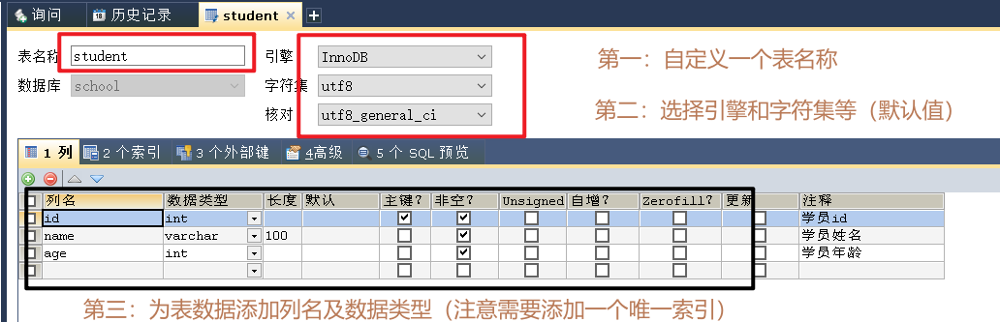 询问 历史记录 student
表名称 student 引擎 InnoDB 第一：自定义一个表名称
数据库 school 字符集 utf8
第二：选择引擎和字符集等（默认值）
核对 utf8_general_ci
1 列 2 个索引 3 个外部键 4高级 5 个 SQL 预览
列名 数据类型 长度 默认 主键? 非空? Unsigned 自增? Zerofill? 更新 注释
id int 学员id
name varchar 100 学员姓名
age int 学员年龄
第三：为表数据添加列名及数据类型（注意需要添加一个唯一索引）